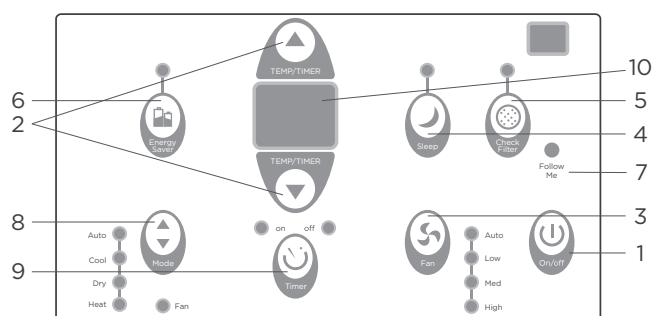 TEMP/TIMER
10
6
5
2
Energy
Saver
Sleep
Check
Filter
4
TEMP/TIMER
Follow
Me
7
8
3
on
off
Auto
Auto
Cool
Mode
Fan
Low
On/off
1
9
Dry
Timer
Med
Heat
Fan
High